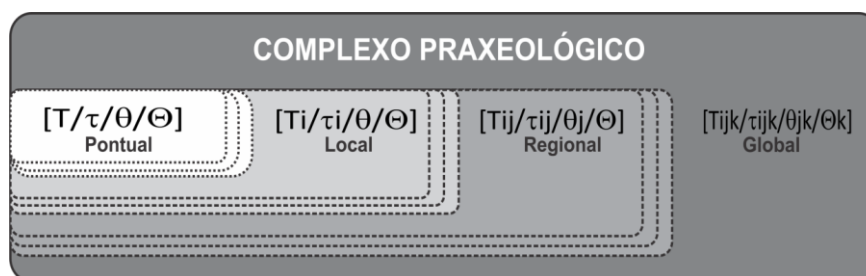 COMPLEXO PRAXEOLÓGICO
[T/τ/θ/Θ]
Pontual
[Ti/τi/θ/Θ]
Local
[Tij/τij/θj/Θ]
Regional
[Tijk/τijk/θjk/Θk]
Global